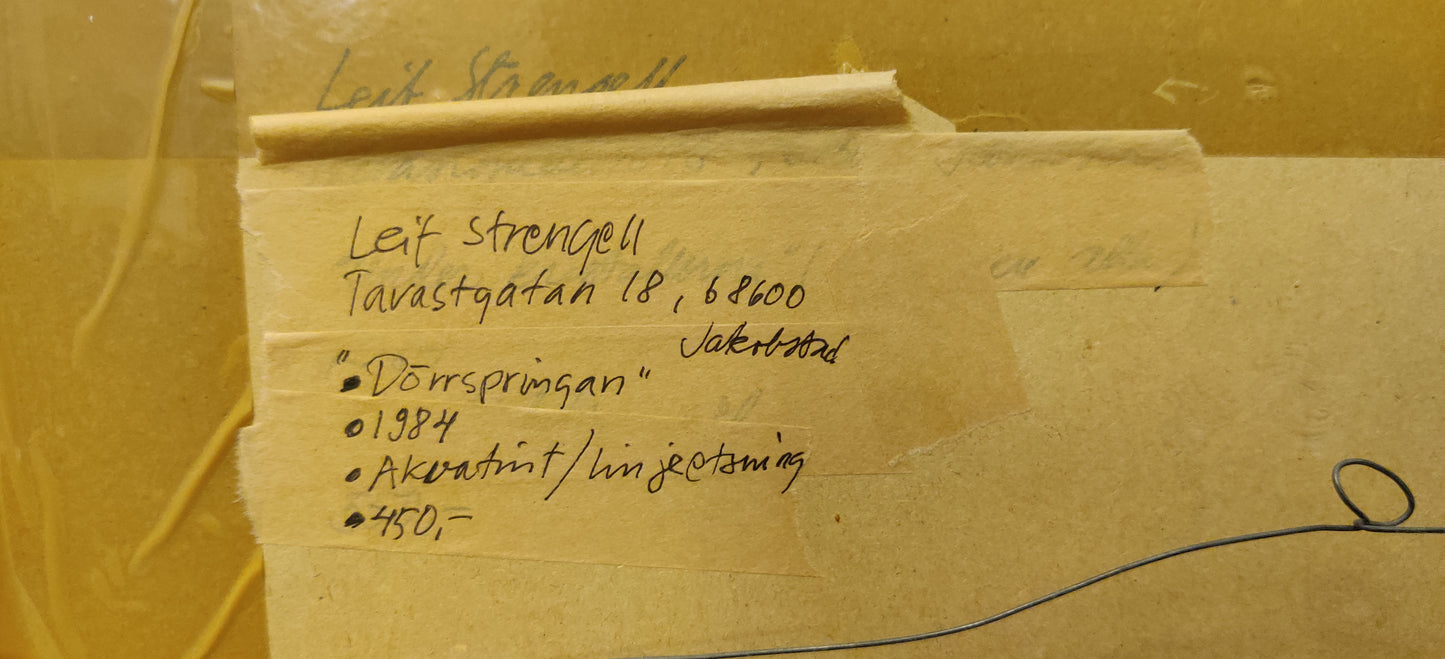 Leif Strengell
Leif Strengell
Tavastgatan 18, 68600
Jakobstad
"• Dörrspringan"
• 1984
• Akvatint/linjeetsning
• 450,-